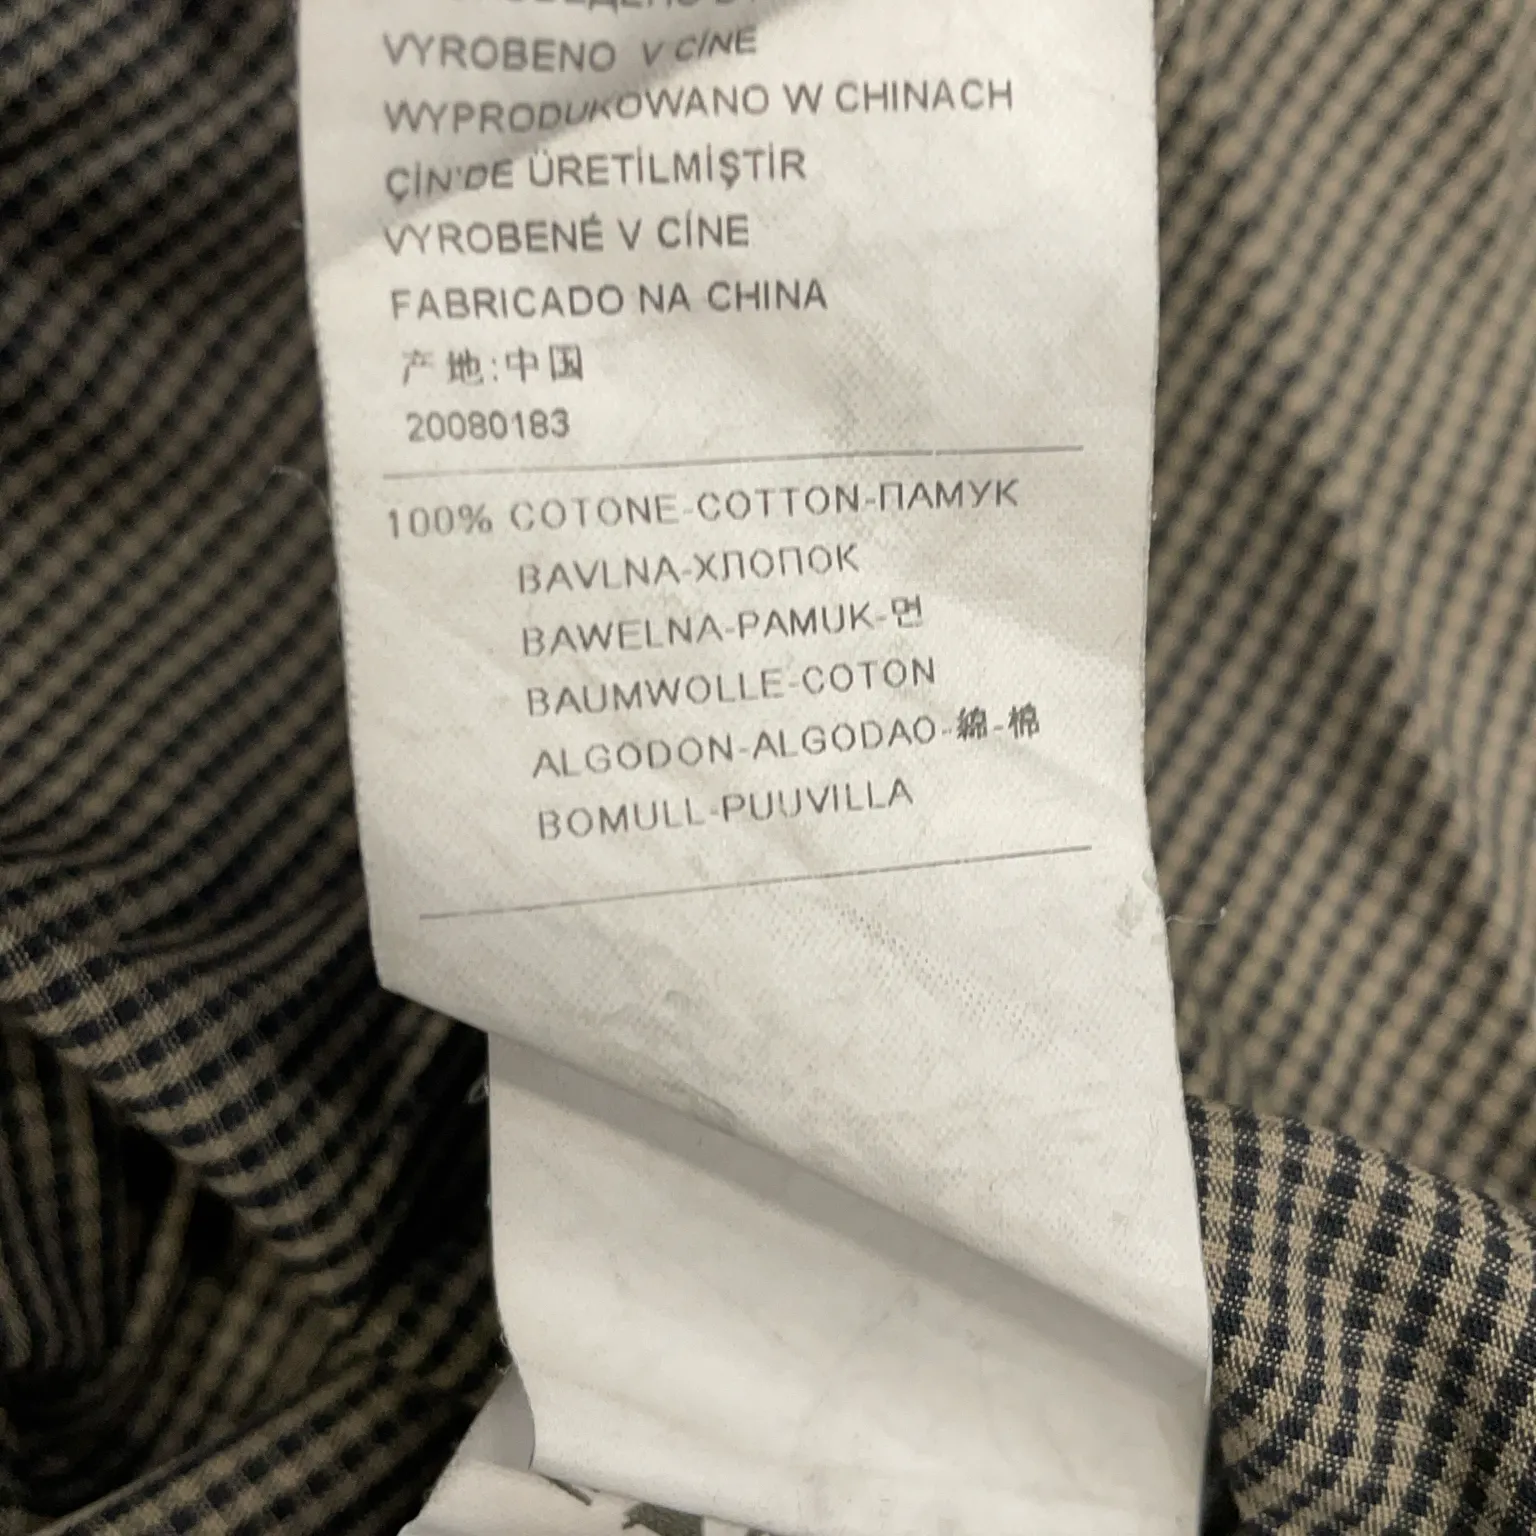 VYROBENO V CÍNE
WYPRODUKOWANO W CHINACH
ÇİN'DE ÜRETİLMİŞTİR
VYROBENÉ V CÍNE
FABRICADO NA CHINA
产地:中国
20080183
100% COTONE-COTTON-ПАМУК
BAVLNA-ХЛОПОК
BAWELNA-PAMUK-면
BAUMWOLLE-COTON
ALGODON-ALGODAO-綿-棉
BOMULL-PUUVILLA